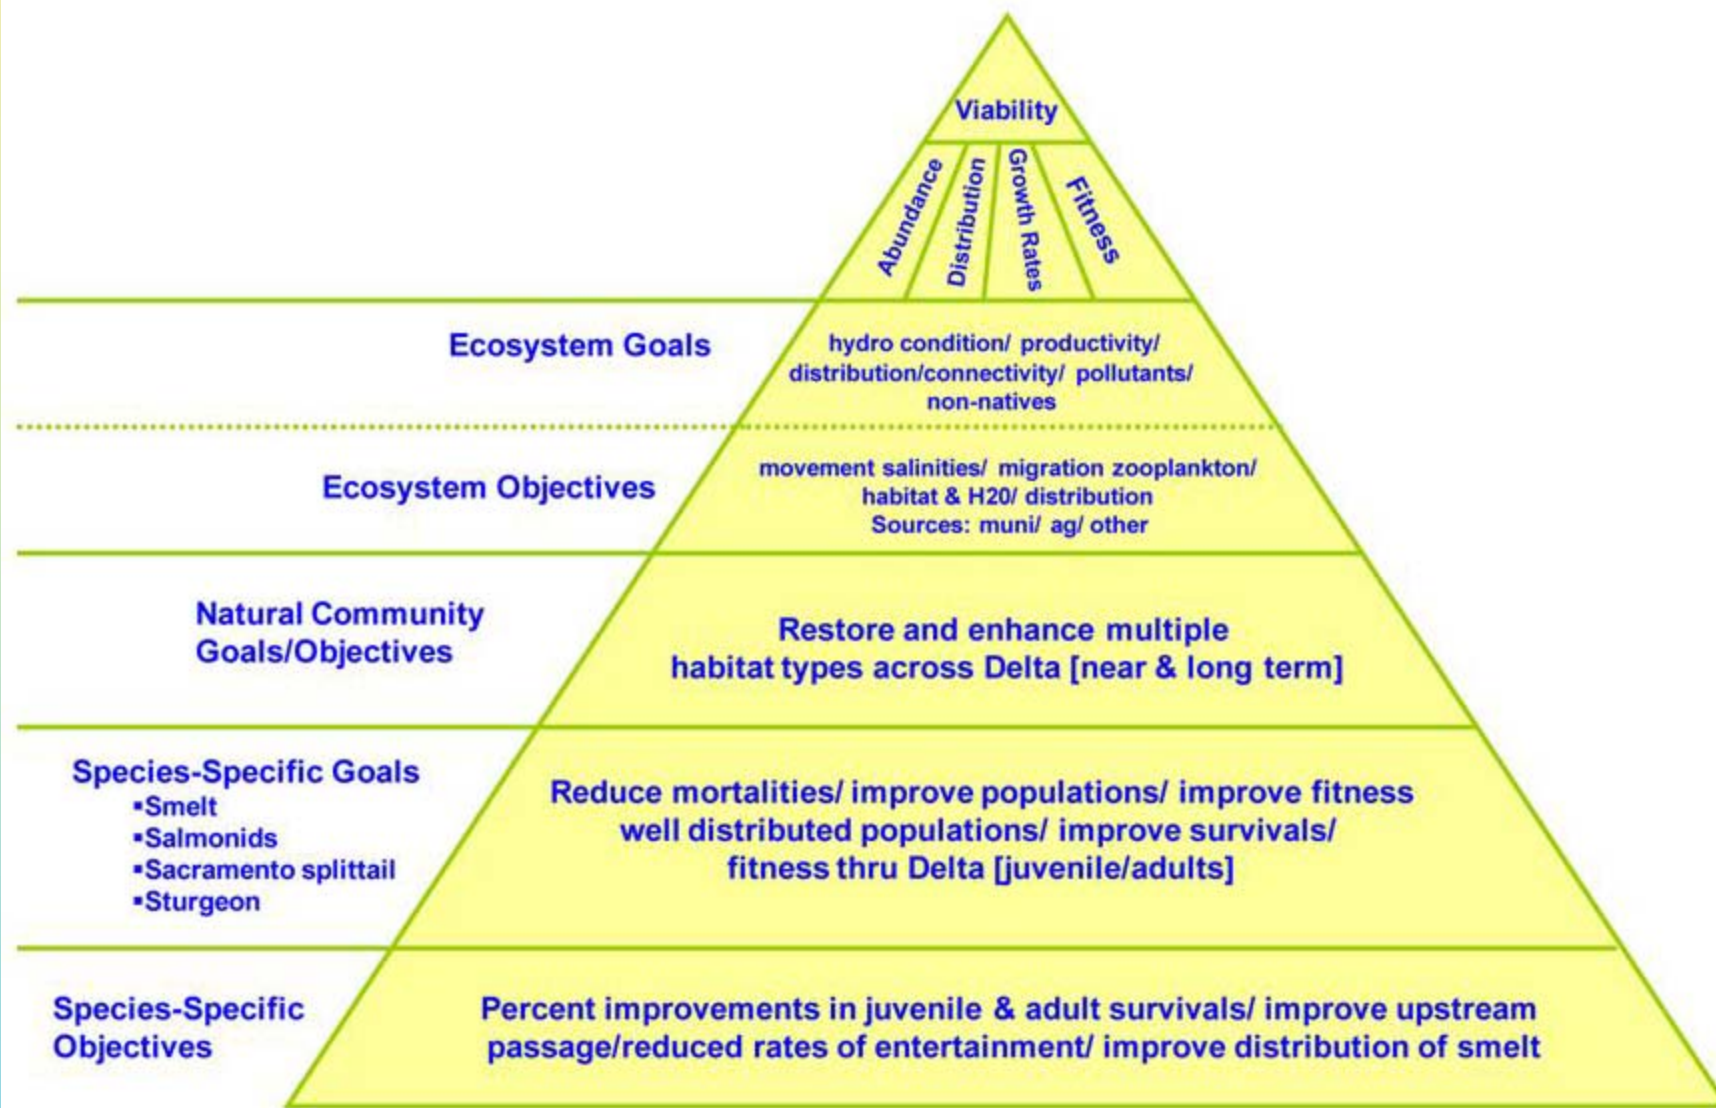 Viability
Abundance
Distribution
Growth Rates
Fitness
Ecosystem Goals
hydro condition/ productivity/
distribution/connectivity/ pollutants/
non-natives
Ecosystem Objectives
movement salinities/ migration zooplankton/
habitat & H20/ distribution
Sources: muni/ ag/ other
Natural Community
Goals/Objectives
Restore and enhance multiple
habitat types across Delta [near & long term]
Species-Specific Goals
▪Smelt
▪Salmonids
▪Sacramento splittail
▪Sturgeon
Reduce mortalities/ improve populations/ improve fitness
well distributed populations/ improve survivals/
fitness thru Delta [juvenile/adults]
Species-Specific
Objectives
Percent improvements in juvenile & adult survivals/ improve upstream
passage/reduced rates of entertainment/ improve distribution of smelt